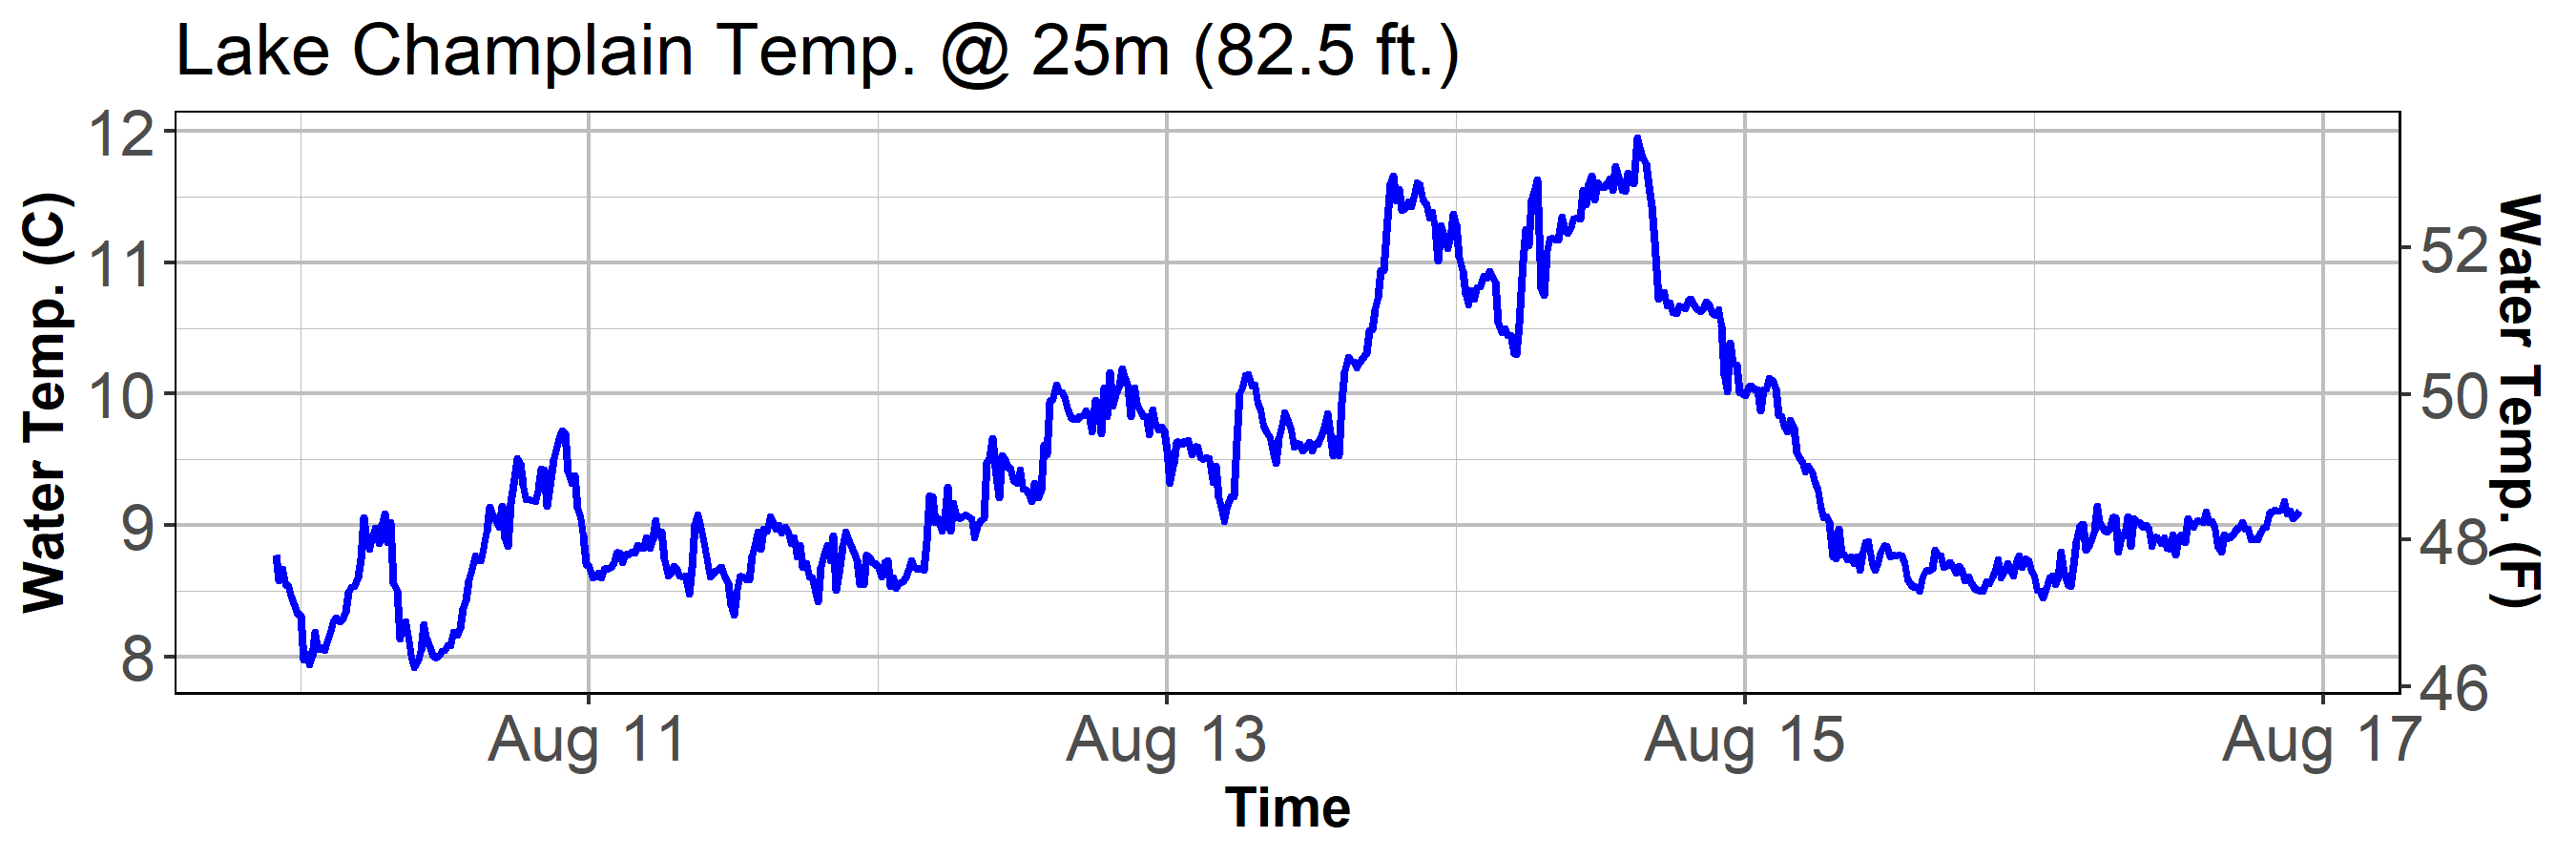 Lake Champlain Temp. @ 25m (82.5 ft.)
Water Temp. (C)
12
11
10
9
8
52
50
48
46
Water Temp. (F)
Aug 11 Aug 13 Aug 15 Aug 17
Time